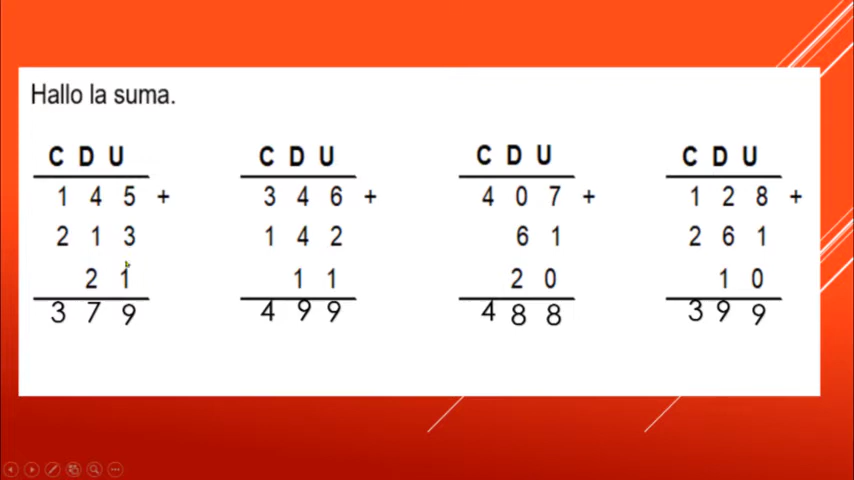 Hallo la suma.
C D U C D U C D U C D U
1 4 5 + 3 4 6 + 4 0 7 + 1 2 8 +
2 1 3 1 4 2 6 1 2 6 1
2 1 1 1 2 0 1 0
3 7 9 4 9 9 4 8 8 3 9 9